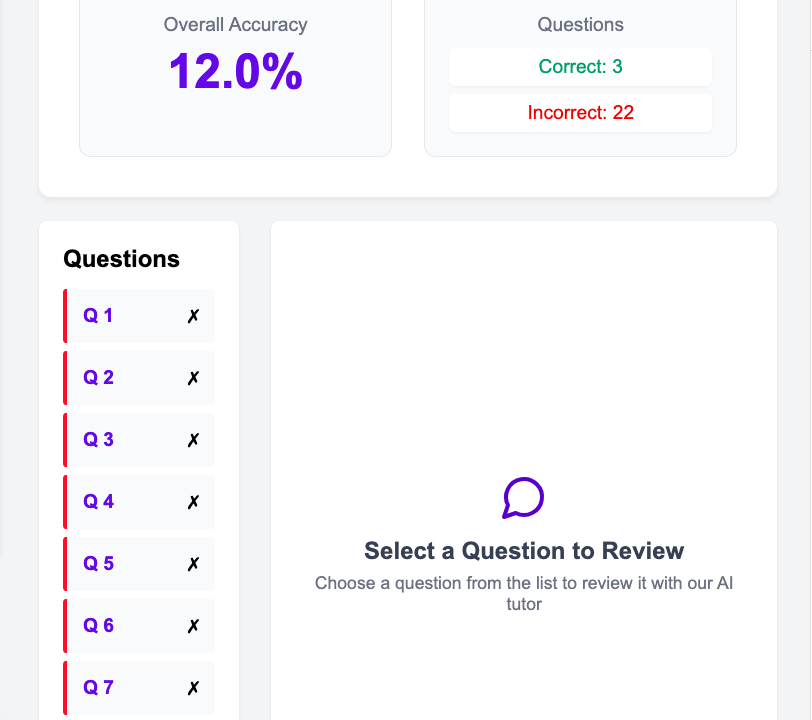 Overall Accuracy
12.0%
Questions
Correct: 3
Incorrect: 22
Questions
Q 1 ✗
Q 2 ✗
Q 3 ✗
Q 4 ✗
Q 5 ✗
Q 6 ✗
Q 7 ✗
Select a Question to Review
Choose a question from the list to review it with our AI
tutor